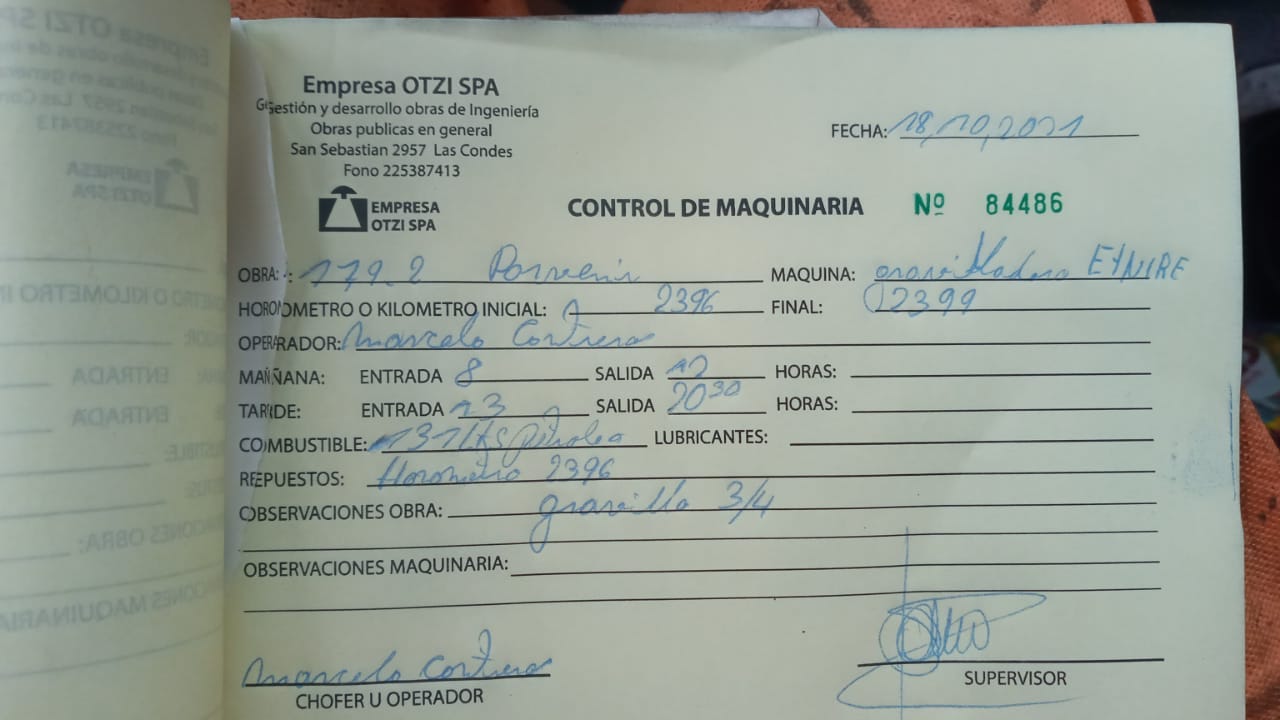 Empresa OTZI SPA
Gestión y desarrollo obras de Ingeniería
Obras publicas en general
San Sebastian 2957 Las Condes
Fono 225387413
EMPRESA
OTZI SPA
FECHA: 18,10,2021
CONTROL DE MAQUINARIA Nº 84486
OBRA: 179.2 Porvenir MAQUINA: gravilladora ETNIRE
HOROMETRO O KILOMETRO INICIAL: 2396 FINAL: 2399
OPERADOR: Marcelo Contreras
MAÑANA: ENTRADA 8 SALIDA 12 HORAS:
TARDE: ENTRADA 13 SALIDA 20³⁰ HORAS:
COMBUSTIBLE: 131 Lts Petroleo LUBRICANTES:
REPUESTOS: Horometro 2396
OBSERVACIONES OBRA: gravilla 3/4
OBSERVACIONES MAQUINARIA:
Marcelo Contreras
CHOFER U OPERADOR
SUPERVISOR